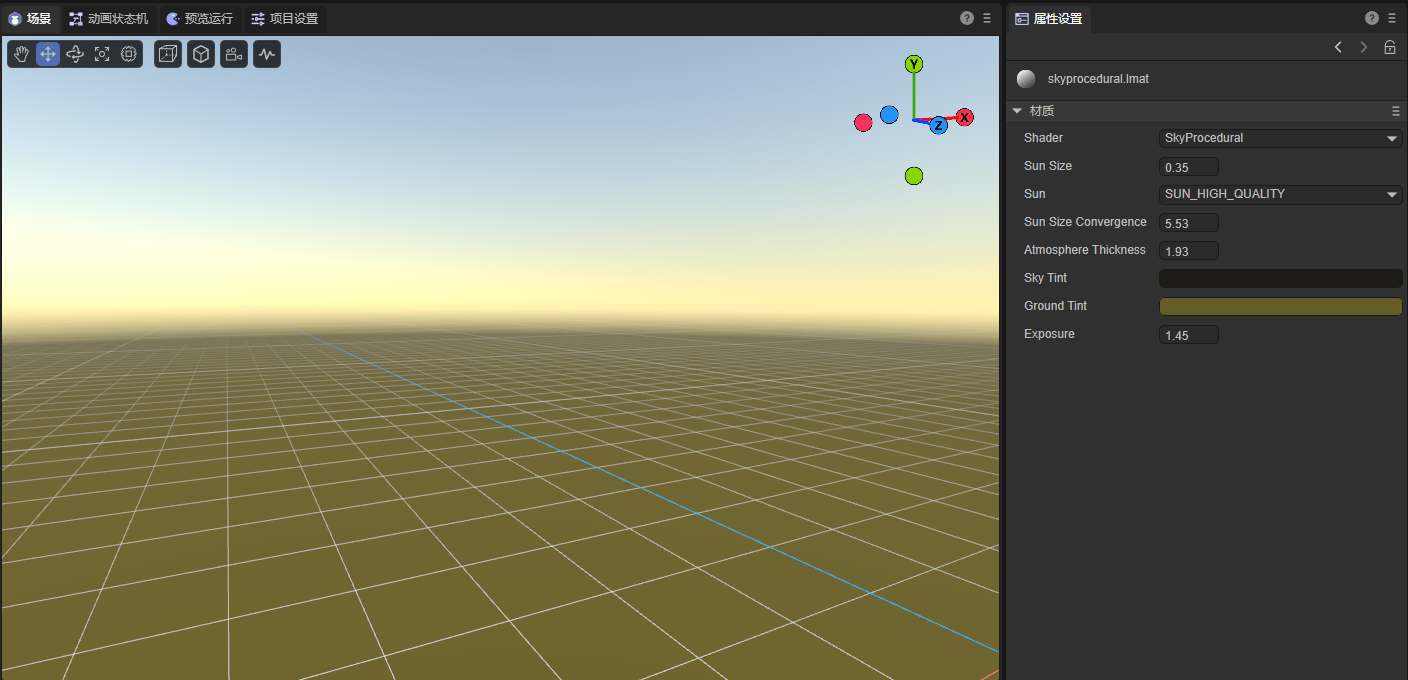 场景 动画状态机 预览运行 项目设置
Y
X
Z
属性设置
skyprocedural.lmat
材质
Shader SkyProcedural
Sun Size 0.35
Sun SUN_HIGH_QUALITY
Sun Size Convergence 5.53
Atmosphere Thickness 1.93
Sky Tint
Ground Tint
Exposure 1.45